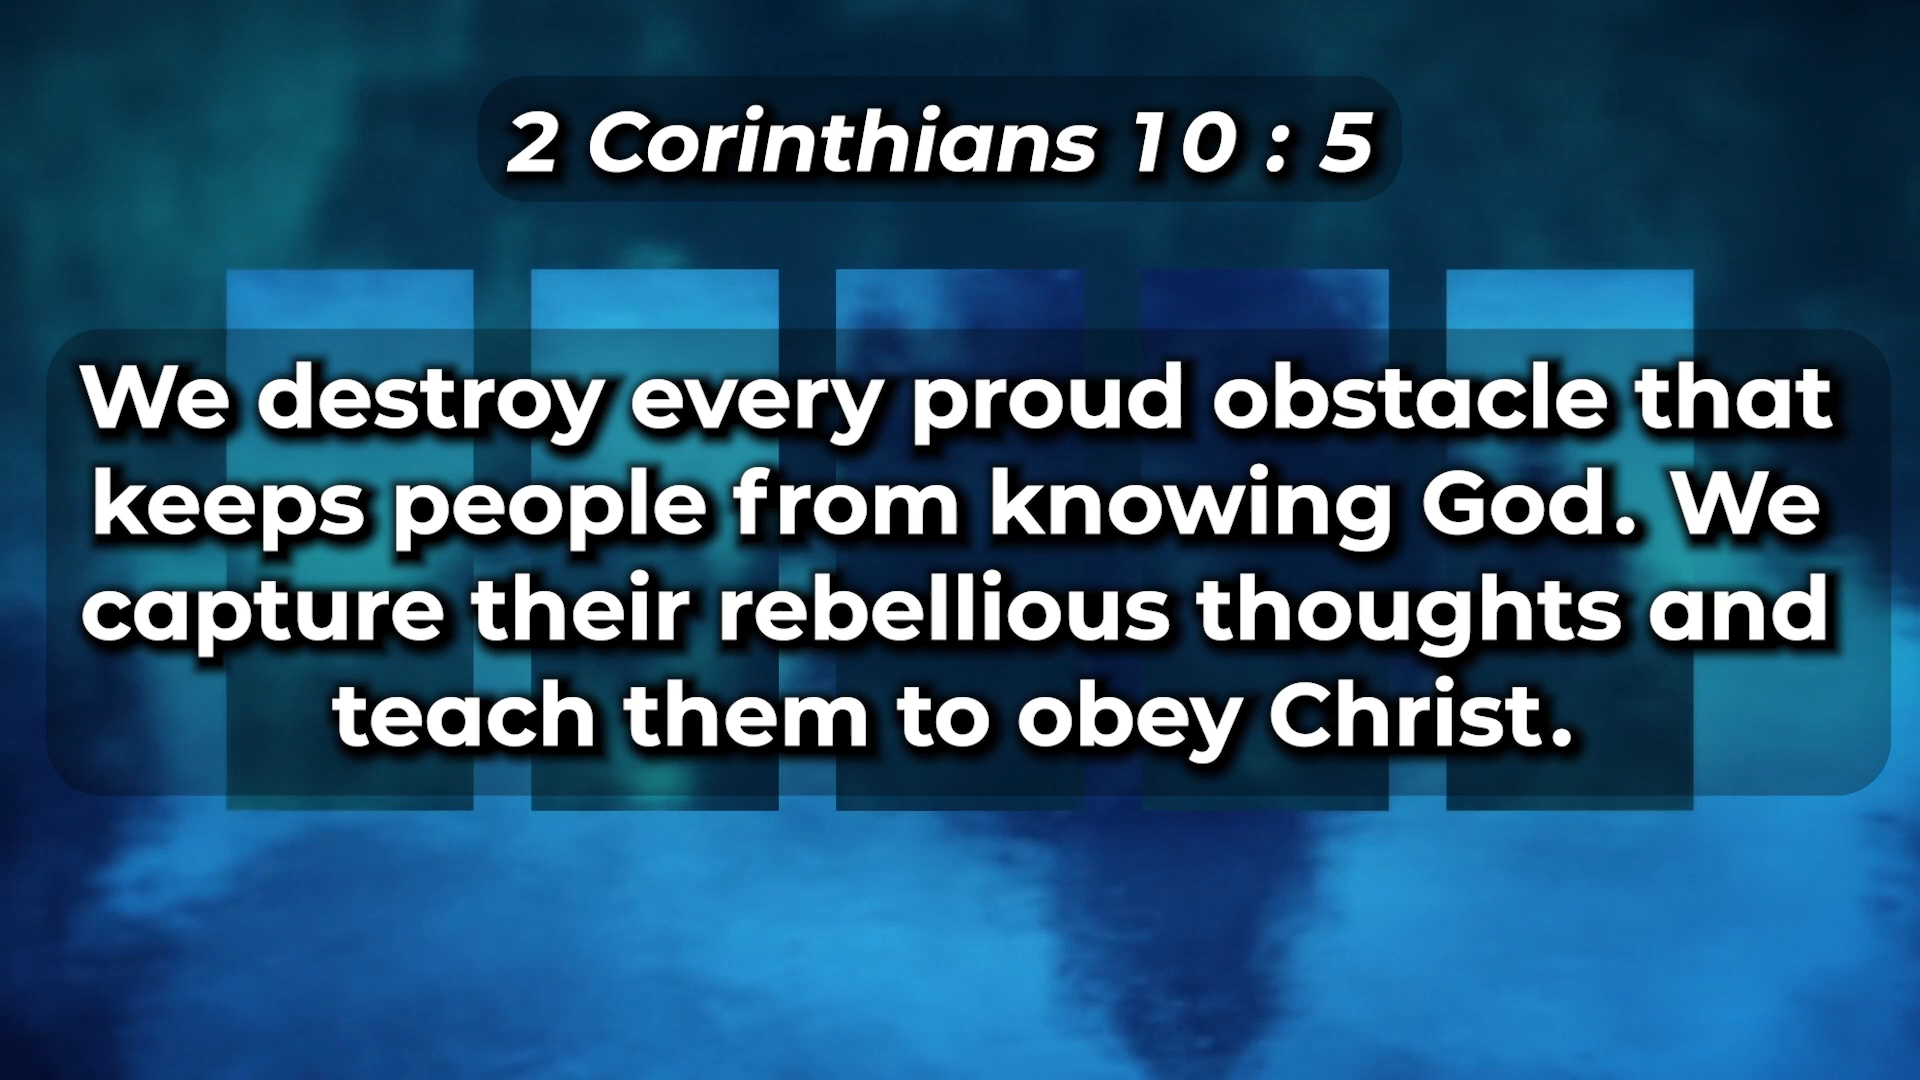 2 Corinthians 10 : 5
We destroy every proud obstacle that
keeps people from knowing God. We
capture their rebellious thoughts and
teach them to obey Christ.